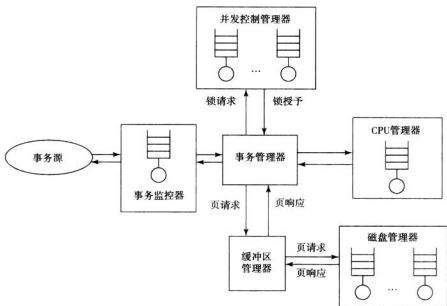 并发控制管理器
…
锁请求
锁授予
事务源
事务监控器
事务管理器
CPU管理器
页请求
页响应
缓冲区
管理器
页请求
页响应
磁盘管理器
…